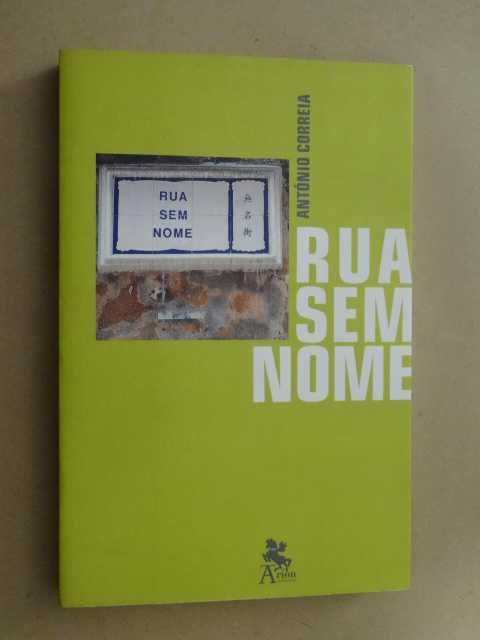 ANTÓNIO CORREIA
RUA
SEM
NOME
無名街
RUA
SEM
NOME
Arion